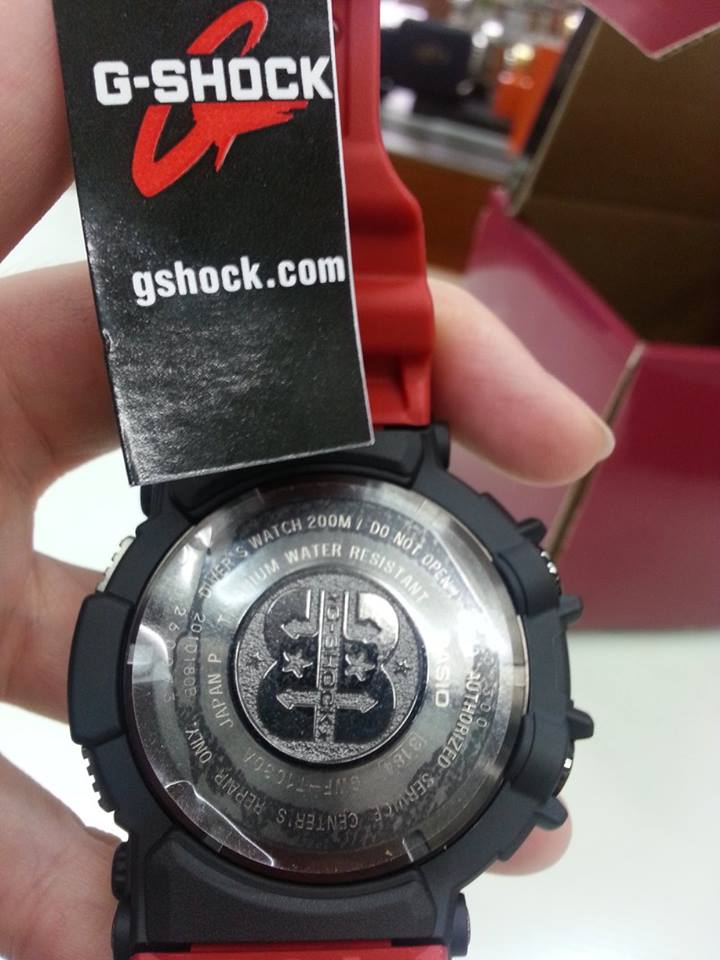 G-SHOCK
gshock.com
DIVER'S WATCH 200M / DO NOT OPEN /
AUTHORIZED SERVICE CENTER'S REPAIR ONLY
WATER RESISTANT
CASIO
JAPAN P
G-SHOCK